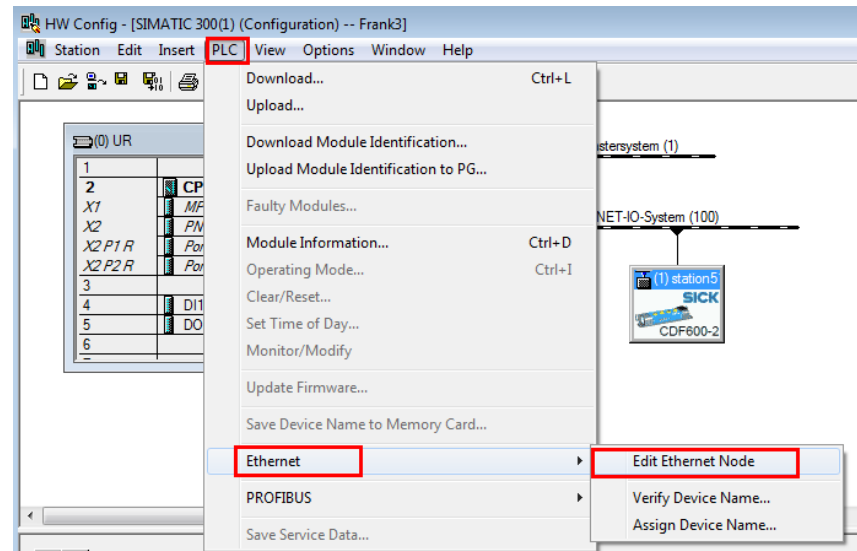 HW Config - [SIMATIC 300(1) (Configuration) -- Frank3]
Station Edit Insert PLC View Options Window Help
Download... Ctrl+L
Upload...
Download Module Identification...
Upload Module Identification to PG...
Faulty Modules...
Module Information... Ctrl+D
Operating Mode... Ctrl+I
Clear/Reset...
Set Time of Day...
Monitor/Modify
Update Firmware...
Save Device Name to Memory Card...
Ethernet
PROFIBUS
Save Service Data...
Edit Ethernet Node
Verify Device Name...
Assign Device Name...
(0) UR
1
2 CP
X1 MP
X2 PN
X2 P1 R Por
X2 P2 R Por
3
4 DI1
5 DO
6
stersystem (1)
NET-IO-System (100)
(1) station5
SICK
CDF600-2